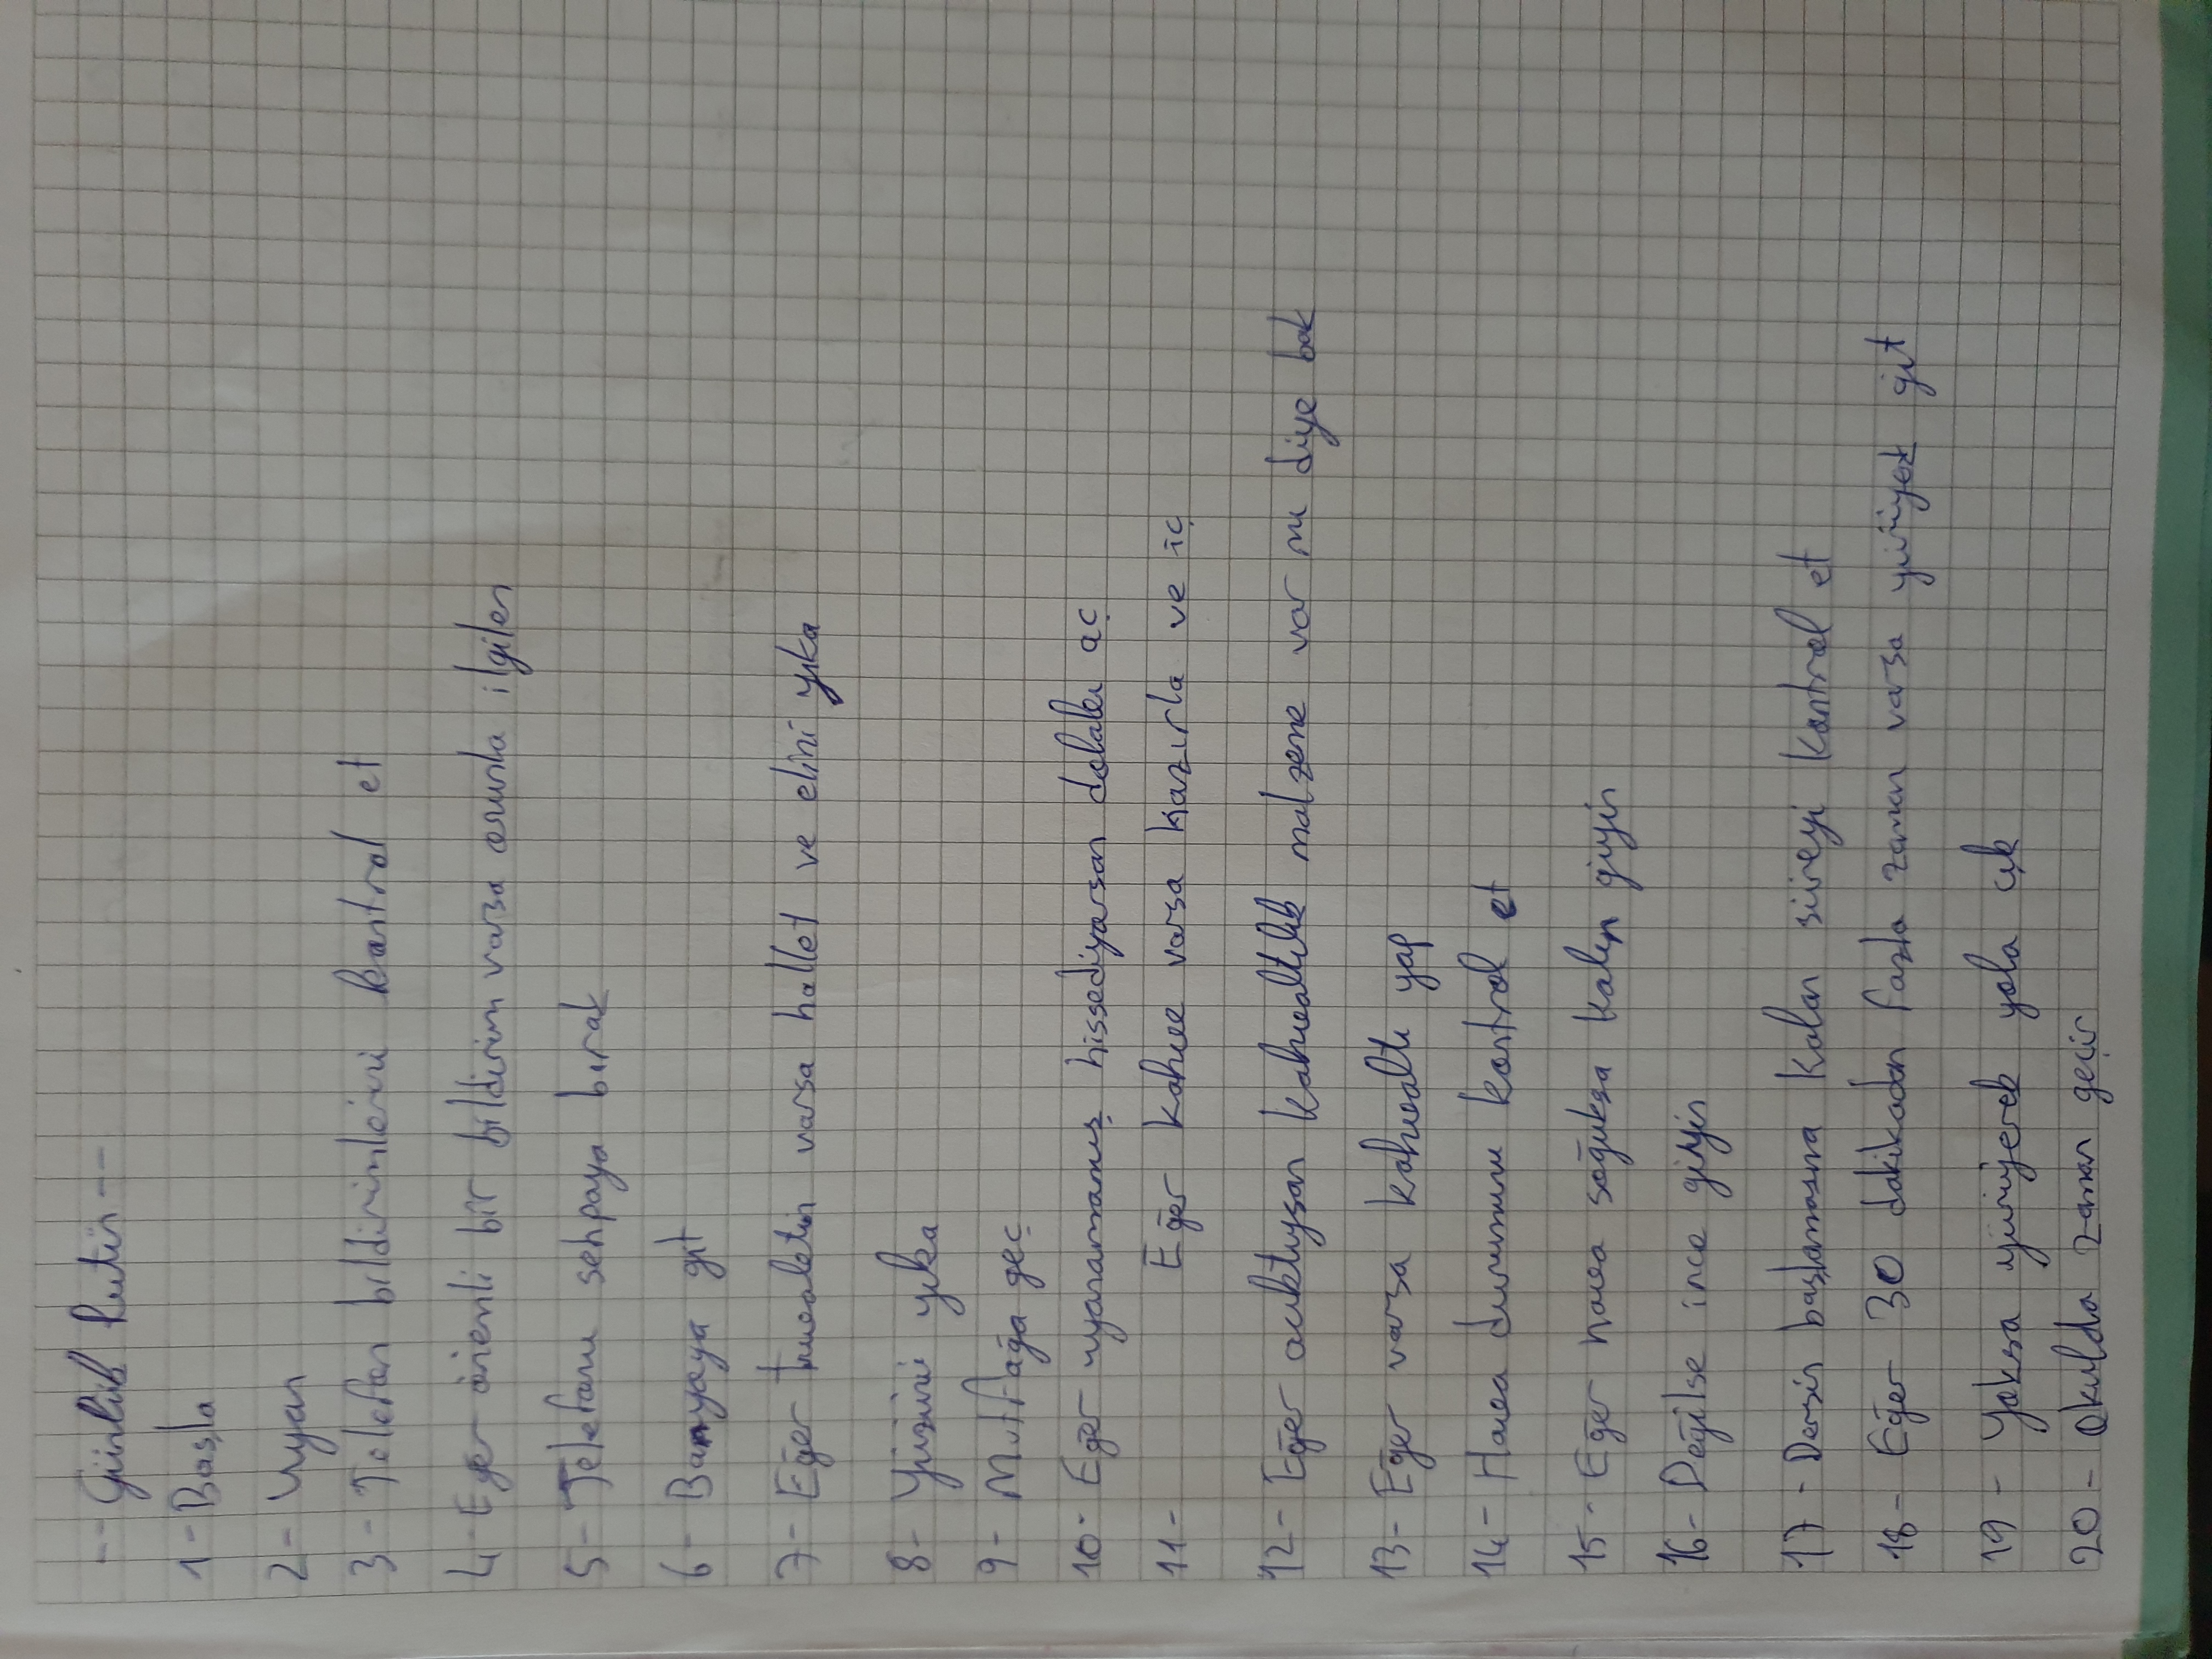 -- Günlük Rutin --
1- Başla
2- Uyan
3- Telefon bildirimlerini kontrol et
4- Eğer önemli bir bildirim varsa onunla ilgilen
5- Telefonu sehpaya bırak
6- Banyoya git
7- Eğer tuvaletin varsa hallet ve elini yıka
8- Yüzünü yıka
9- Mutfağa geç
10- Eğer uyanamamış hissediyorsan dolabı aç
11- Eğer kahve varsa hazırla ve iç
12- Eğer acıktıysan kahvaltılık malzeme var mı diye bak
13- Eğer varsa kahvaltı yap
14- Hava durumunu kontrol et
15- Eğer hava soğuksa kalın giyin
16- Değilse ince giyin
17- Dersin başlamasına kalan süreyi kontrol et
18- Eğer 30 dakikadan fazla zaman varsa git
19- Yoksa yürüyerek yola çık
20- Okulda zaman geçir